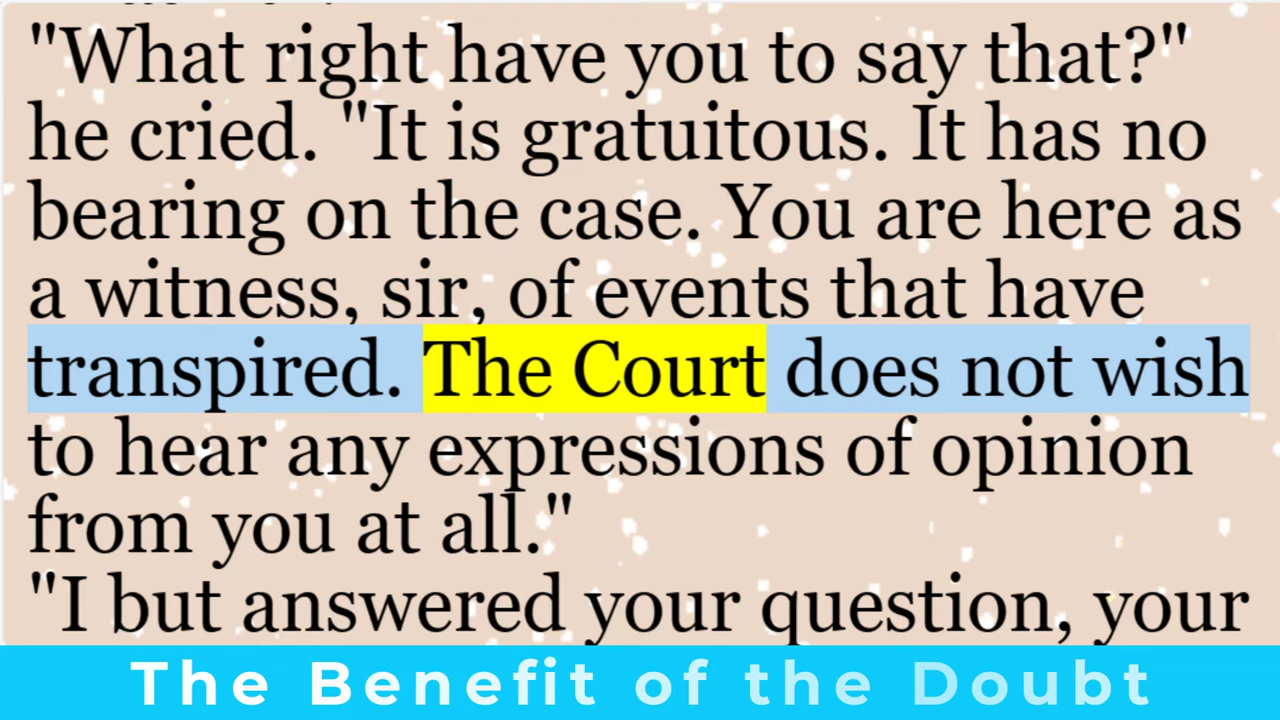 "What right have you to say that?"
he cried. "It is gratuitous. It has no
bearing on the case. You are here as
a witness, sir, of events that have
transpired. The Court does not wish
to hear any expressions of opinion
from you at all."
"I but answered your question, your
The Benefit of the Doubt